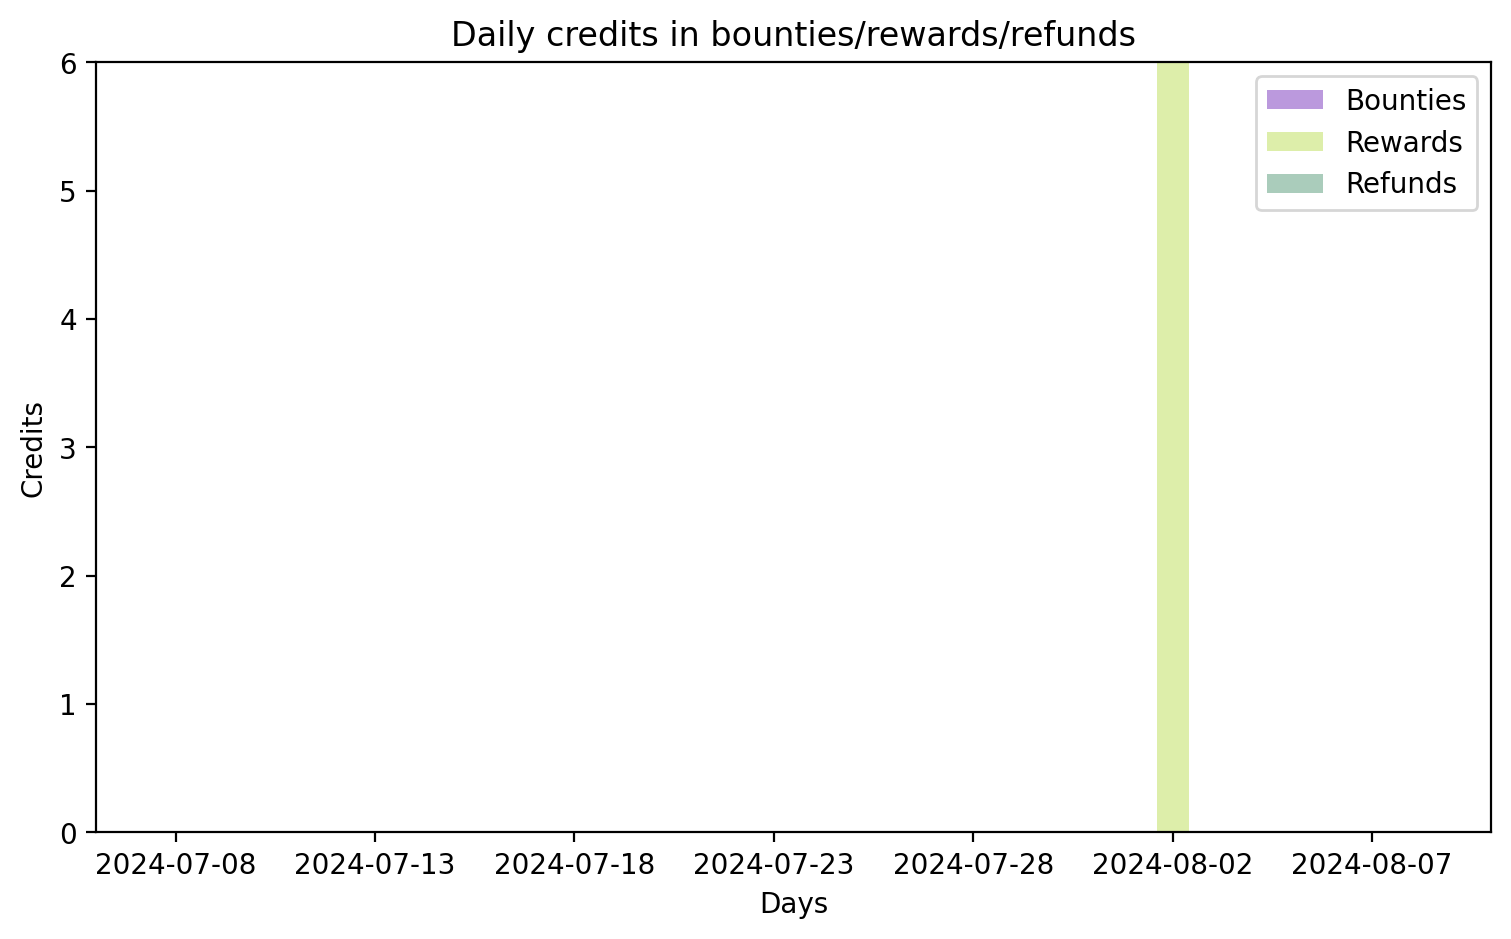 Daily credits in bounties/rewards/refunds
6
5
4
3
2
1
0
Credits
Bounties
Rewards
Refunds
2024-07-08 2024-07-13 2024-07-18 2024-07-23 2024-07-28 2024-08-02 2024-08-07
Days